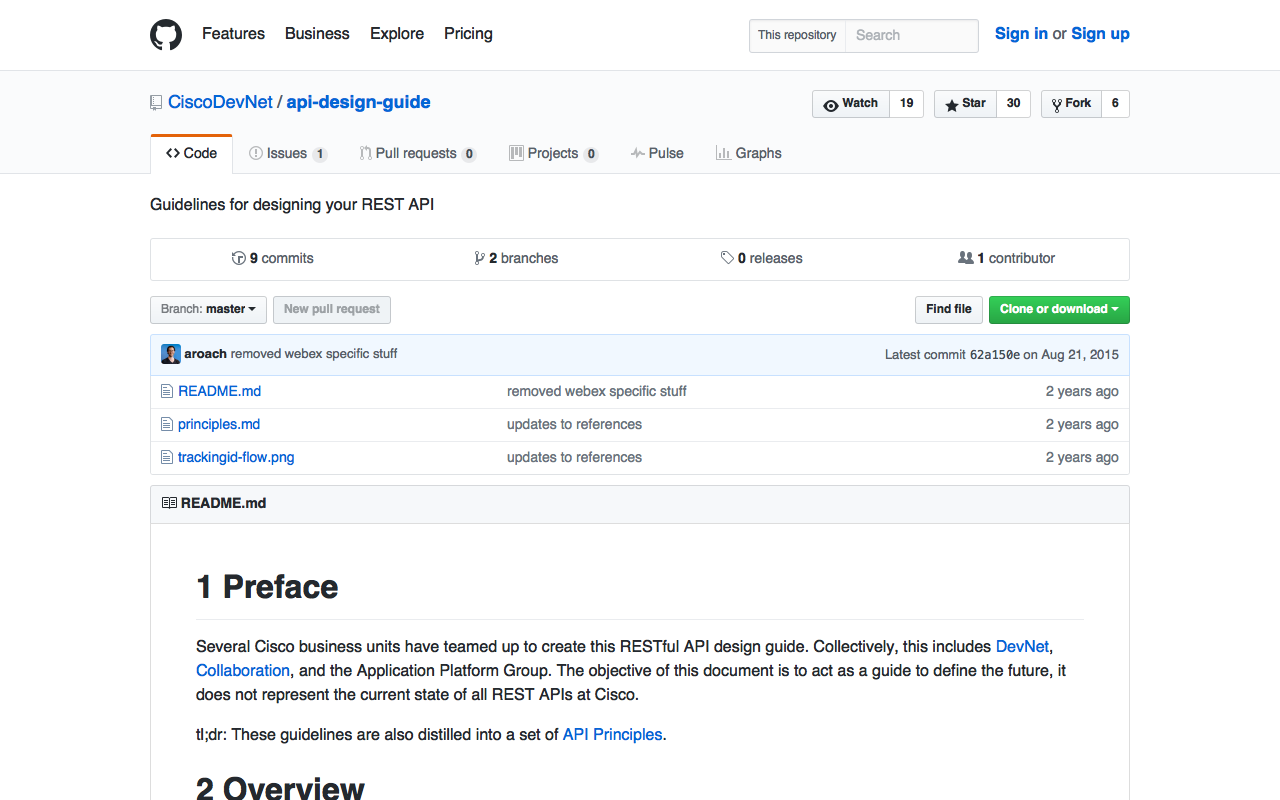 Features Business Explore Pricing This repository Search Sign in or Sign up
CiscoDevNet / api-design-guide Watch 19 Star 30 Fork 6
Code Issues 1 Pull requests 0 Projects 0 Pulse Graphs
Guidelines for designing your REST API
9 commits 2 branches 0 releases 1 contributor
Branch: master New pull request Find file Clone or download
aroach removed webex specific stuff Latest commit 62a150e on Aug 21, 2015
README.md removed webex specific stuff 2 years ago
principles.md updates to references 2 years ago
trackingid-flow.png updates to references 2 years ago
README.md
1 Preface
Several Cisco business units have teamed up to create this RESTful API design guide. Collectively, this includes DevNet,
Collaboration, and the Application Platform Group. The objective of this document is to act as a guide to define the future, it
does not represent the current state of all REST APIs at Cisco.
tl;dr: These guidelines are also distilled into a set of API Principles.
2 Overview